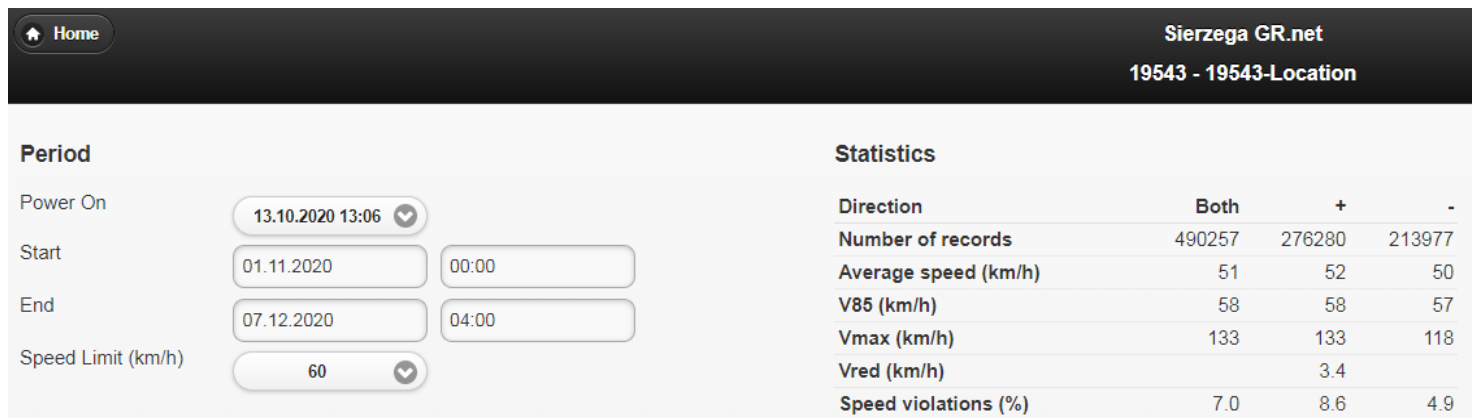 Home
Sierzega GR.net
19543 - 19543-Location
Period
Power On 13.10.2020 13:06
Start 01.11.2020 00:00
End 07.12.2020 04:00
Speed Limit (km/h) 60
Statistics
Direction Both + -
Number of records 490257 276280 213977
Average speed (km/h) 51 52 50
V85 (km/h) 58 58 57
Vmax (km/h) 133 133 118
Vred (km/h) 3.4
Speed violations (%) 7.0 8.6 4.9